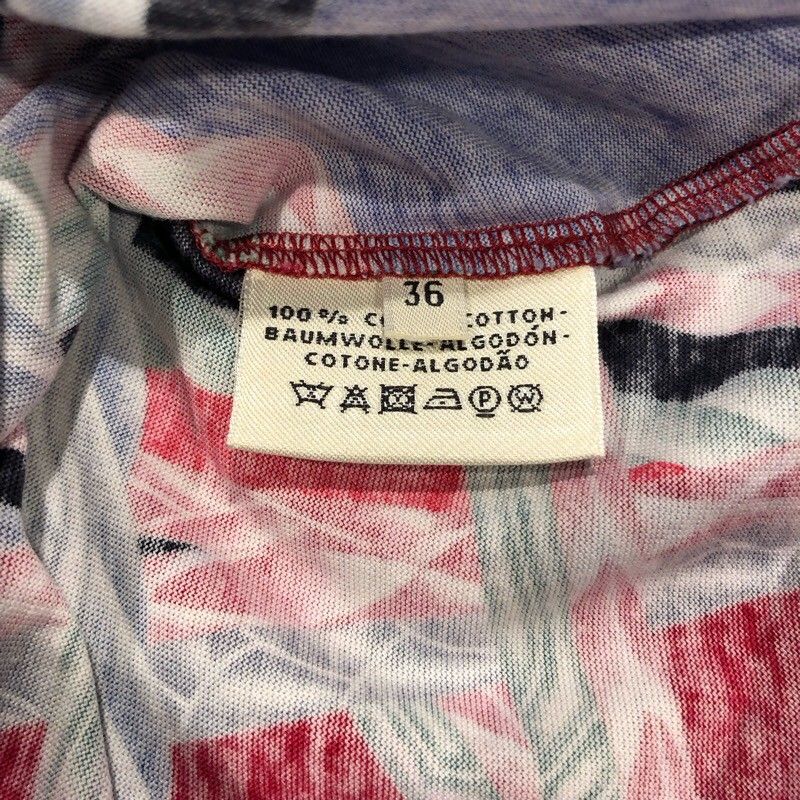 36
100 % CO COTTON-
BAUMWOLLE-ALGODÓN-
COTONE-ALGODÃO
P W